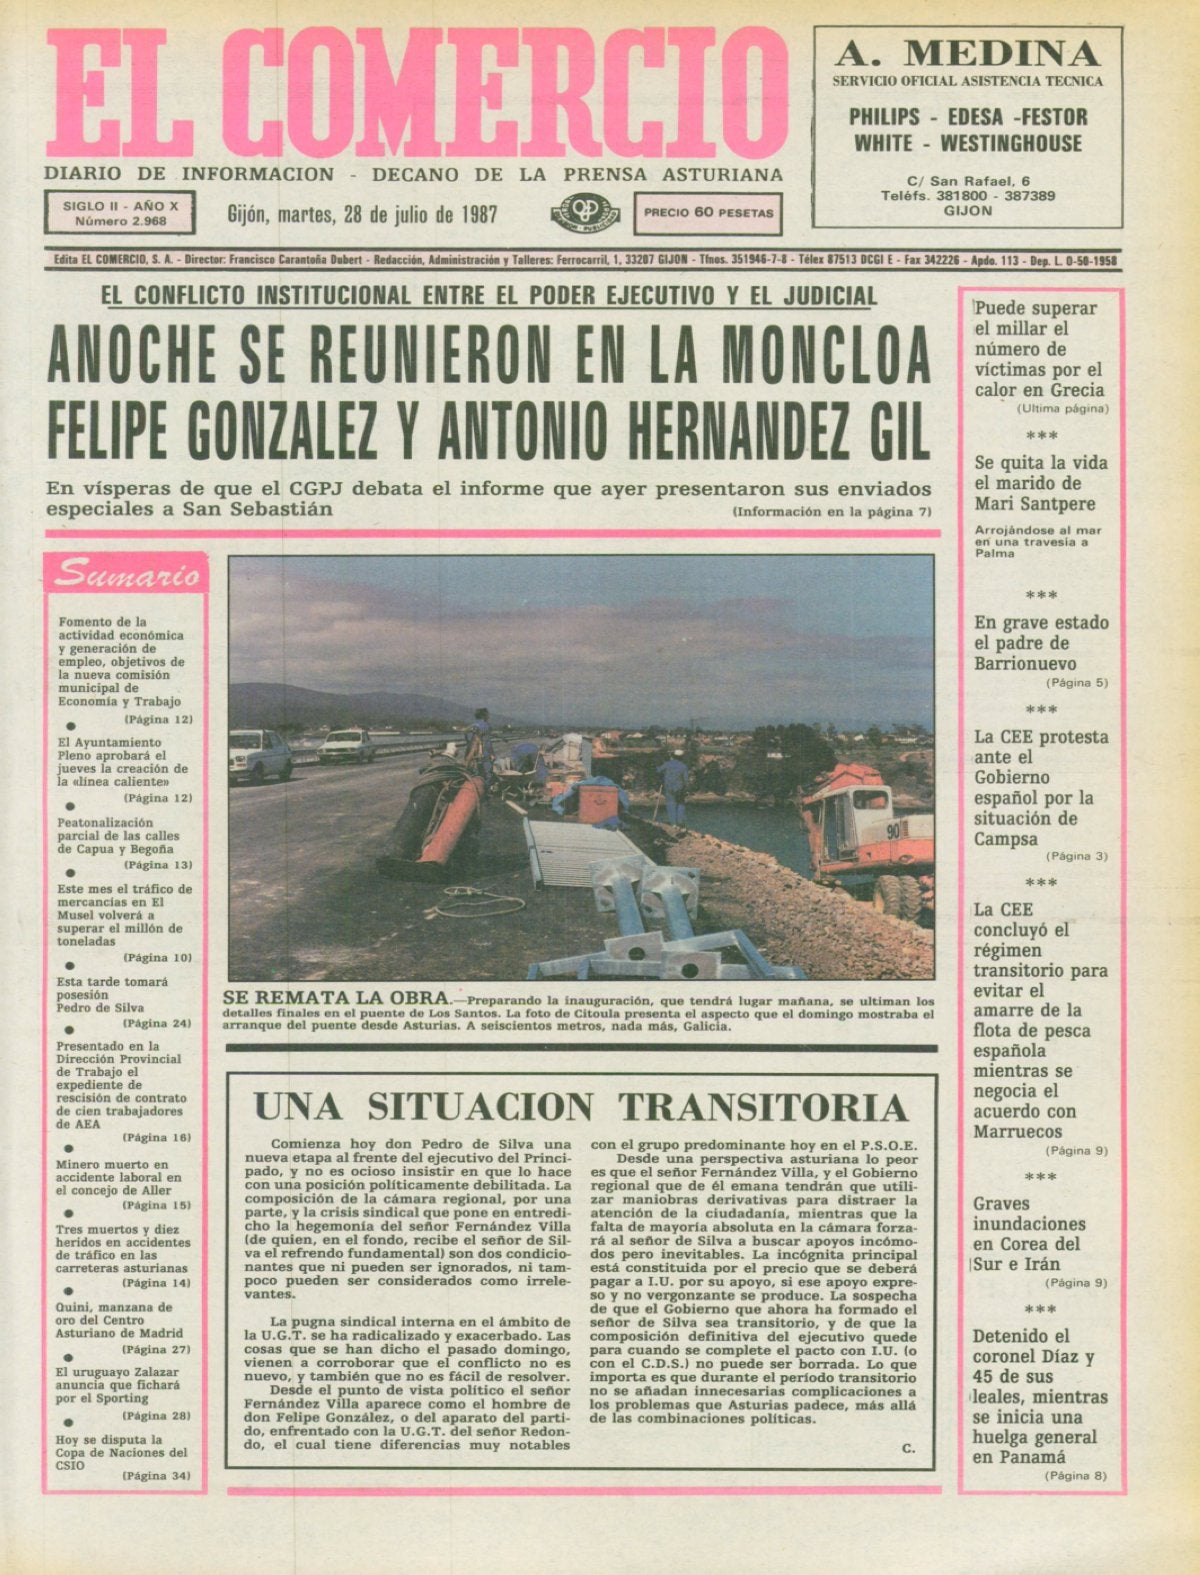 EL COMERCIO
DIARIO DE INFORMACION - DECANO DE LA PRENSA ASTURIANA
SIGLO II - AÑO X
Número 2.968
Gijón, martes, 28 de julio de 1987
PRECIO 60 PESETAS
A. MEDINA
SERVICIO OFICIAL ASISTENCIA TECNICA
PHILIPS - EDESA -FESTOR
WHITE - WESTINGHOUSE
C/ San Rafael, 6
Teléfs. 381800 - 387389
GIJON
Edita EL COMERCIO, S. A. - Director: Francisco Carantoña Dubert - Redacción, Administración y Talleres: Ferrocarril, 1, 33207 GIJON - Tfnos. 351946-7-8 - Télex 87513 DCGI E - Fax 342226 - Apdo. 113 - Dep. L. O-50-1958
EL CONFLICTO INSTITUCIONAL ENTRE EL PODER EJECUTIVO Y EL JUDICIAL
ANOCHE SE REUNIERON EN LA MONCLOA
FELIPE GONZALEZ Y ANTONIO HERNANDEZ GIL
En vísperas de que el CGPJ debata el informe que ayer presentaron sus enviados
especiales a San Sebastián
(Información en la página 7)
Sumario
Fomento de la
actividad económica
y generación de
empleo, objetivos de
la nueva comisión
municipal de
Economía y Trabajo
(Página 12)
El Ayuntamiento
Pleno aprobará el
jueves la creación de
la «línea caliente»
(Página 12)
Peatonalización
parcial de las calles
de Capua y Begoña
(Página 13)
Este mes el tráfico de
mercancías en El
Musel volverá a
superar el millón de
toneladas
(Página 10)
Esta tarde tomará
posesión
Pedro de Silva
(Página 24)
Presentado en la
Dirección Provincial
de Trabajo el
expediente de
rescisión de contrato
de cien trabajadores
de AEA
(Página 16)
Minero muerto en
accidente laboral en
el concejo de Aller
(Página 15)
Tres muertos y diez
heridos en accidentes
de tráfico en las
carreteras asturianas
(Página 14)
Quini, manzana de
oro del Centro
Asturiano de Madrid
(Página 27)
El uruguayo Zalazar
anuncia que fichará
por el Sporting
(Página 28)
Hoy se disputa la
Copa de Naciones del
CSIO
(Página 34)
90
SE REMATA LA OBRA.—Preparando la inauguración, que tendrá lugar mañana, se ultiman los
detalles finales en el puente de Los Santos. La foto de Citoula presenta el aspecto que el domingo mostraba el
arranque del puente desde Asturias. A seiscientos metros, nada más, Galicia.
UNA SITUACION TRANSITORIA
Comienza hoy don Pedro de Silva una
nueva etapa al frente del ejecutivo del Princi-
pado, y no es ocioso insistir en que lo hace
con una posición políticamente debilitada. La
composición de la cámara regional, por una
parte, y la crisis sindical que pone en entredi-
cho la hegemonía del señor Fernández Villa
(de quien, en el fondo, recibe el señor de Sil-
va el refrendo fundamental) son dos condicio-
nantes que ni pueden ser ignorados, ni tam-
poco pueden ser considerados como irrele-
vantes.
La pugna sindical interna en el ámbito de
la U.G.T. se ha radicalizado y exacerbado. Las
cosas que se han dicho el pasado domingo,
vienen a corroborar que el conflicto no es
nuevo, y también que no es fácil de resolver.
Desde el punto de vista político el señor
Fernández Villa aparece como el hombre de
don Felipe González, o del aparato del parti-
do, enfrentado con la U.G.T. del señor Redon-
do, el cual tiene diferencias muy notables
con el grupo predominante hoy en el P.S.O.E.
Desde una perspectiva asturiana lo peor
es que el señor Fernández Villa, y el Gobierno
regional que de él emana tendrán que utili-
zar maniobras derivativas para distraer la
atención de la ciudadanía, mientras que la
falta de mayoría absoluta en la cámara forza-
rá al señor de Silva a buscar apoyos incómo-
dos pero inevitables. La incógnita principal
está constituida por el precio que se deberá
pagar a I.U. por su apoyo, si ese apoyo expre-
so y no vergonzante se produce. La sospecha
de que el Gobierno que ahora ha formado el
señor de Silva sea transitorio, y de que la
composición definitiva del ejecutivo quede
para cuando se complete el pacto con I.U. (o
con el C.D.S.) no puede ser borrada. Lo que
importa es que durante el período transitorio
no se añadan innecesarias complicaciones a
los problemas que Asturias padece, más allá
de las combinaciones políticas.
C.
Puede superar
el millar el
número de
víctimas por el
calor en Grecia
(Ultima página)
***
Se quita la vida
el marido de
Mari Santpere
Arrojándose al mar
en una travesía a
Palma
***
En grave estado
el padre de
Barrionuevo
(Página 5)
***
La CEE protesta
ante el
Gobierno
español por la
situación de
Campsa
(Página 3)
***
La CEE
concluyó el
régimen
transitorio para
evitar el
amarre de la
flota de pesca
española
mientras se
negocia el
acuerdo con
Marruecos
(Página 9)
***
Graves
inundaciones
en Corea del
Sur e Irán
(Página 9)
***
Detenido el
coronel Díaz y
45 de sus
leales, mientras
se inicia una
huelga general
en Panamá
(Página 8)